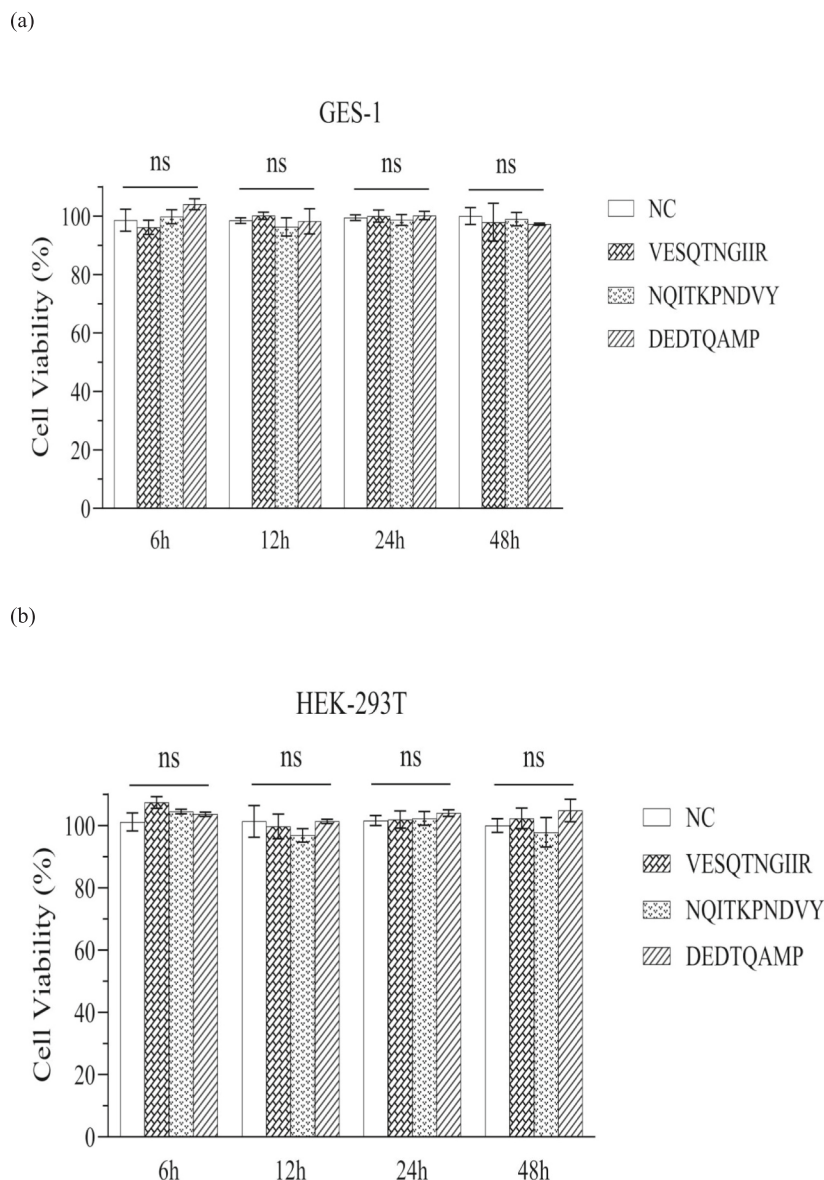 (a)
GES-1
ns ns ns ns
Cell Viability (%)
100
80
60
40
20
0
6h 12h 24h 48h
NC
VESQTNGIIR
NQITKPNDVY
DEDTQAMP
(b)
HEK-293T
ns ns ns ns
Cell Viability (%)
100
80
60
40
20
0
6h 12h 24h 48h
NC
VESQTNGIIR
NQITKPNDVY
DEDTQAMP